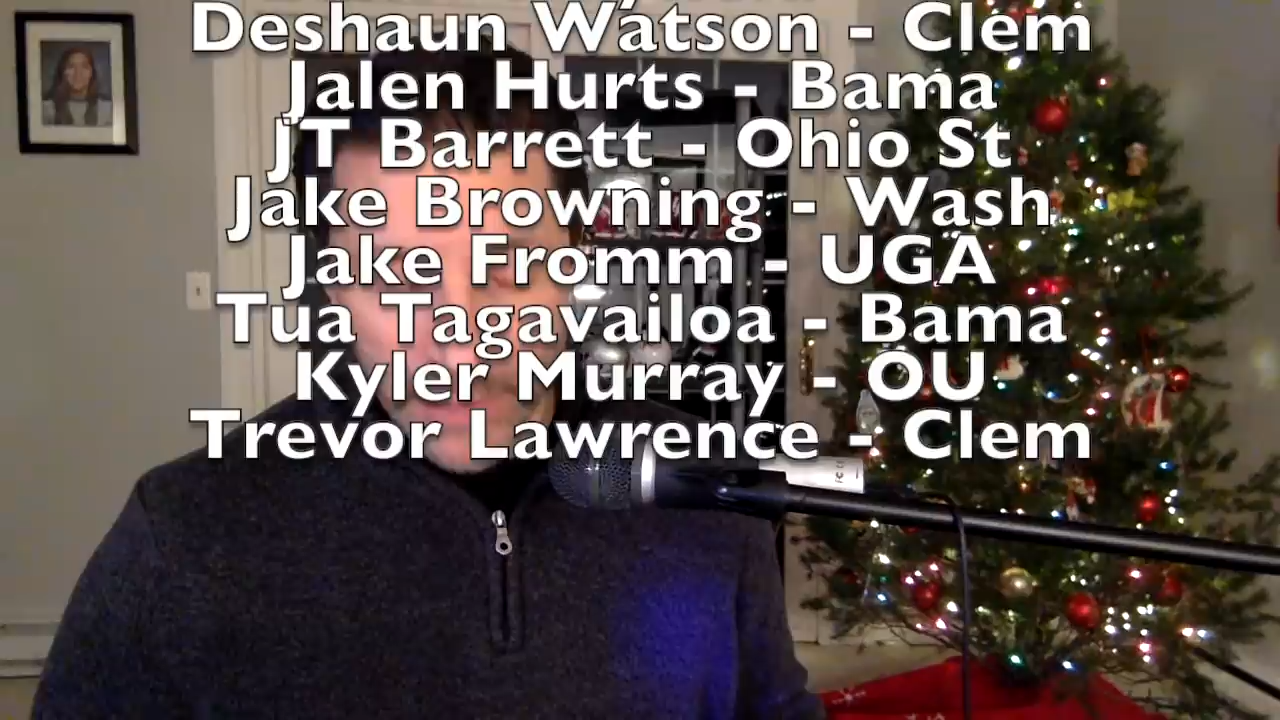 Deshaun Watson - Clem
Jalen Hurts - Bama
JT Barrett - Ohio St
Jake Browning - Wash
Jake Fromm - UGA
Tua Tagavailoa - Bama
Kyler Murray - OU
Trevor Lawrence - Clem